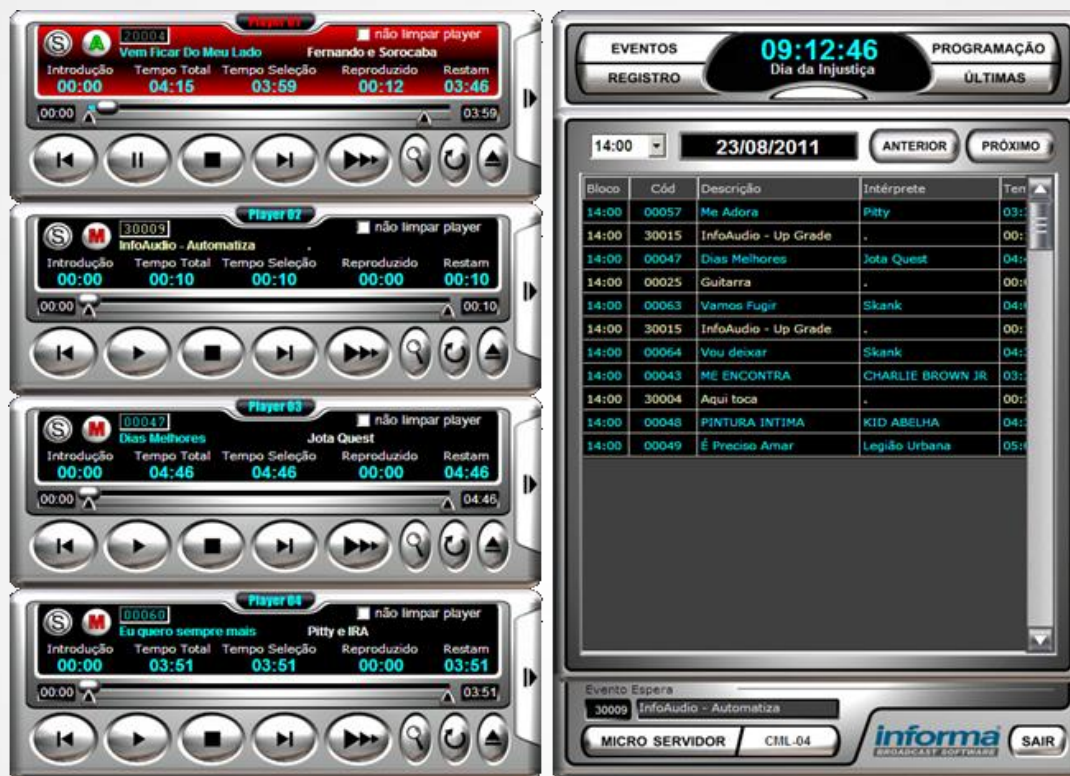 Player 01
S A 20004 não limpar player
Vem Ficar Do Meu Lado Fernando e Sorocaba
Introdução Tempo Total Tempo Seleção Reproduzido Restam
00:00 04:15 03:59 00:12 03:46
00:00 03:59
Player 02
S M 30009 não limpar player
InfoAudio - Automatiza .
Introdução Tempo Total Tempo Seleção Reproduzido Restam
00:00 00:10 00:10 00:00 00:10
00:00 00:10
Player 03
S M 00047 não limpar player
Dias Melhores Jota Quest
Introdução Tempo Total Tempo Seleção Reproduzido Restam
00:00 04:46 04:46 00:00 04:46
00:00 04:46
Player 04
S M 00060 não limpar player
Eu quero sempre mais Pitty e IRA
Introdução Tempo Total Tempo Seleção Reproduzido Restam
00:00 03:51 03:51 00:00 03:51
00:00 03:51
EVENTOS 09:12:46 PROGRAMAÇÃO
REGISTRO Dia da Injustiça ÚLTIMAS
14:00 23/08/2011 ANTERIOR PRÓXIMO
Bloco Cód Descrição Intérprete Ten
14:00 00057 Me Adora Pitty 03:
14:00 30015 InfoAudio - Up Grade . 00:
14:00 00047 Dias Melhores Jota Quest 04:
14:00 00025 Guitarra . 00:
14:00 00063 Vamos Fugir Skank 04:
14:00 30015 InfoAudio - Up Grade . 00:
14:00 00064 Vou deixar Skank 04:
14:00 00043 ME ENCONTRA CHARLIE BROWN JR 03:
14:00 30004 Aqui toca . 00:
14:00 00048 PINTURA INTIMA KID ABELHA 04:
14:00 00049 É Preciso Amar Legião Urbana 05:
Evento Espera
30009 InfoAudio - Automatiza
MICRO SERVIDOR CML-04
informa
BROADCAST SOFTWARE
SAIR